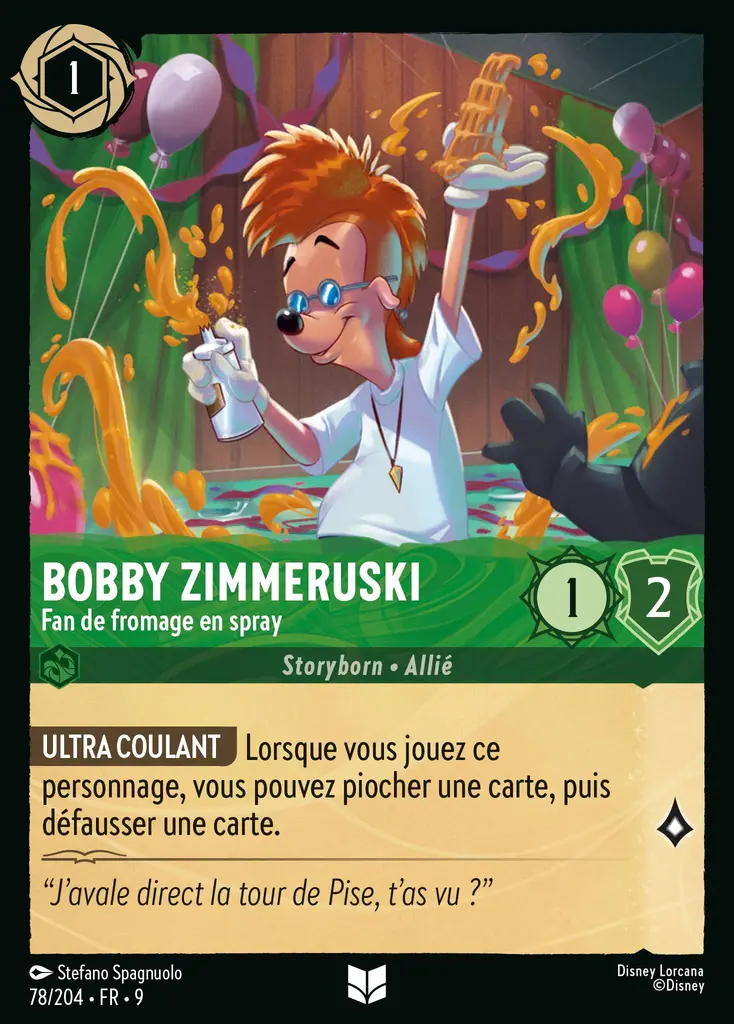 1
BOBBY ZIMMERUSKI
Fan de fromage en spray
1
2
Storyborn • Allié
ULTRA COULANT Lorsque vous jouez ce
personnage, vous pouvez piocher une carte, puis
défausser une carte.
“J’avale direct la tour de Pise, t’as vu ?”
Stefano Spagnuolo
78/204 • FR • 9
Disney Lorcana
©Disney